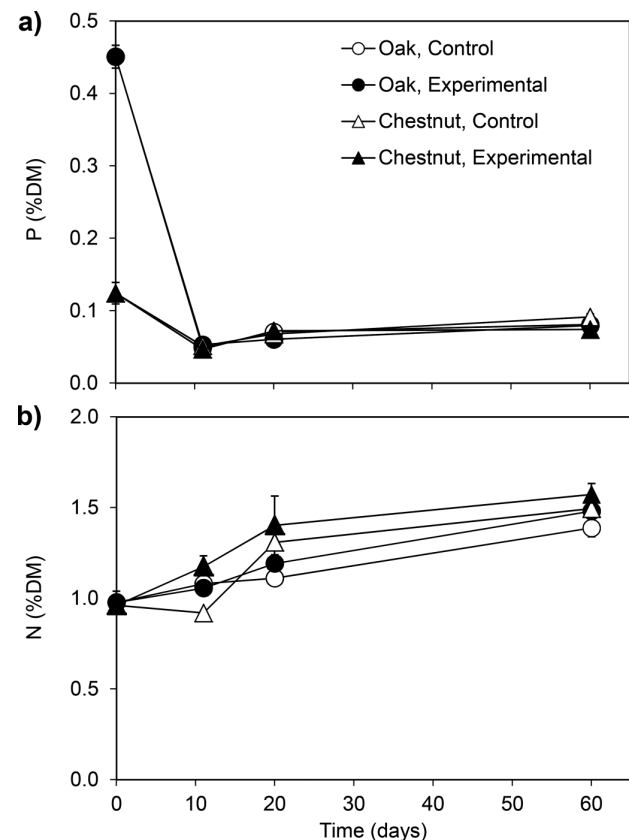 a)
0.5
0.4
0.3
0.2
0.1
0.0
P (%DM)
Oak, Control
Oak, Experimental
Chestnut, Control
Chestnut, Experimental
b)
2.0
1.5
1.0
0.5
0.0
N (%DM)
0 10 20 30 40 50 60
Time (days)